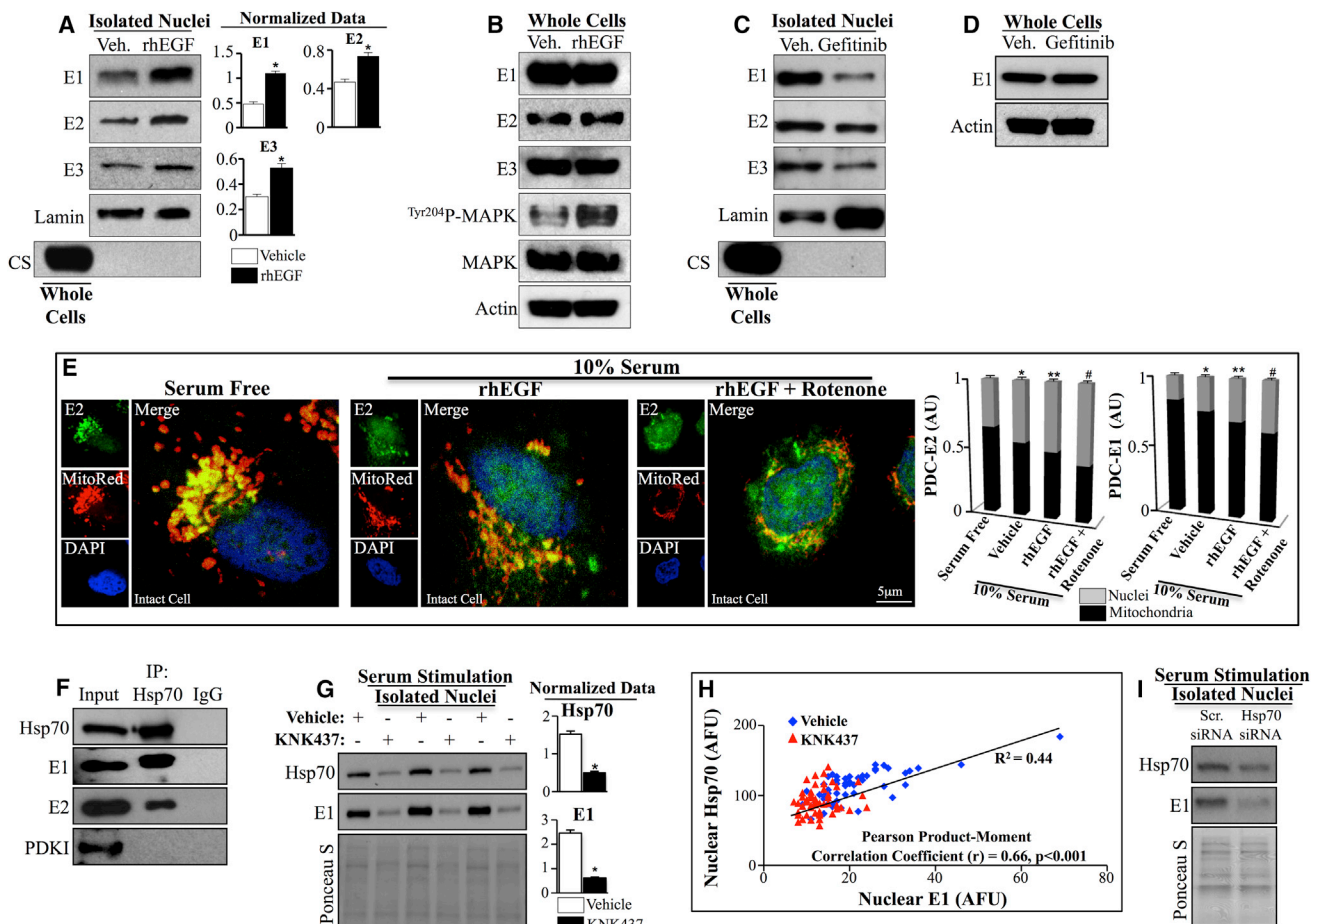 A
Isolated Nuclei
Veh. rhEGF
E1
E2
E3
Lamin
CS
Whole
Cells
Normalized Data
E1
1.5
1
0.5
0
*
E2
0.8
0.4
0
*
E3
0.6
0.4
0.2
0
*
Vehicle
rhEGF
B
Whole Cells
Veh. rhEGF
E1
E2
E3
Tyr204P-MAPK
MAPK
Actin
C
Isolated Nuclei
Veh. Gefitinib
E1
E2
E3
Lamin
CS
Whole
Cells
D
Whole Cells
Veh. Gefitinib
E1
Actin
E
10% Serum
Serum Free
rhEGF
rhEGF + Rotenone
E2
MitoRed
DAPI
Merge
Intact Cell
E2
MitoRed
DAPI
Merge
Intact Cell
E2
MitoRed
DAPI
Merge
Intact Cell
5µm
PDC-E2 (AU)
1
0.5
0
* ** #
Serum Free
Vehicle
rhEGF
rhEGF +
Rotenone
10% Serum
PDC-E1 (AU)
1
0.5
0
* ** #
Serum Free
Vehicle
rhEGF
rhEGF +
Rotenone
10% Serum
Nuclei
Mitochondria
F
IP:
Input Hsp70 IgG
Hsp70
E1
E2
PDKI
G
Serum Stimulation
Isolated Nuclei
Vehicle: + - + - + -
KNK437: - + - + - +
Hsp70
E1
Ponceau S
Normalized Data
Hsp70
2
1
0
*
E1
3
2
1
0
*
Vehicle
KNK437
H
Nuclear Hsp70 (AFU)
200
100
0
Vehicle
KNK437
R2 = 0.44
Pearson Product-Moment
Correlation Coefficient (r) = 0.66, p<0.001
0 20 40 60 80
Nuclear E1 (AFU)
I
Serum Stimulation
Isolated Nuclei
Scr. Hsp70
siRNA siRNA
Hsp70
E1
Ponceau S